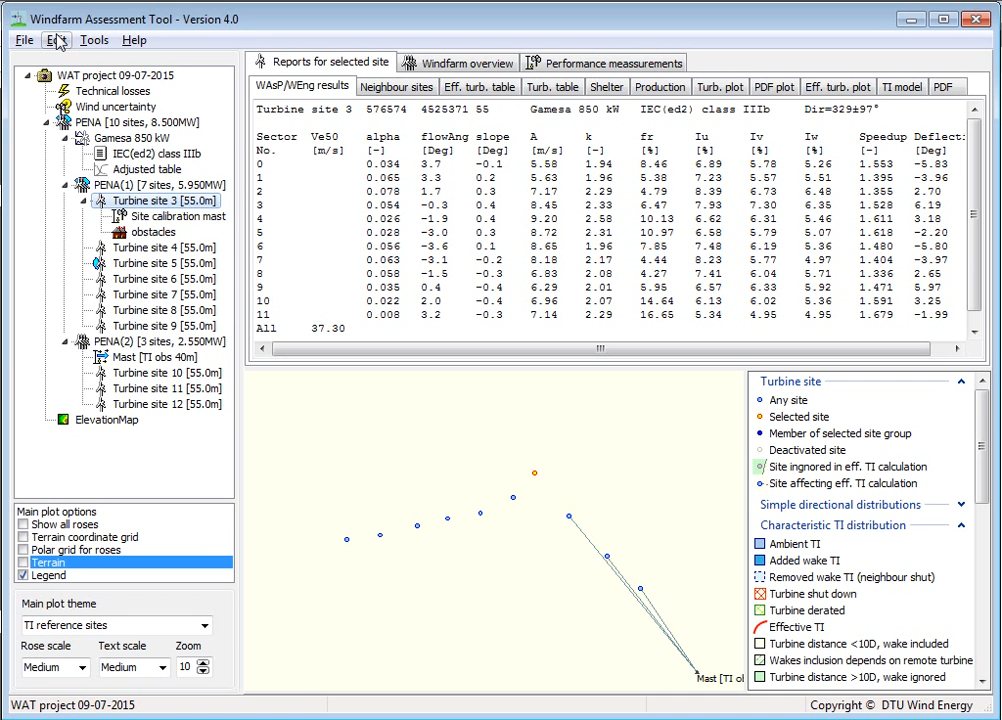 Windfarm Assessment Tool - Version 4.0
File Edit Tools Help
WAT project 09-07-2015
Technical losses
Wind uncertainty
PENA [10 sites, 8.500MW]
Gamesa 850 kW
IEC(ed2) class IIIb
Adjusted table
PENA(1) [7 sites, 5.950MW]
Turbine site 3 [55.0m]
Site calibration mast
obstacles
Turbine site 4 [55.0m]
Turbine site 5 [55.0m]
Turbine site 6 [55.0m]
Turbine site 7 [55.0m]
Turbine site 8 [55.0m]
Turbine site 9 [55.0m]
PENA(2) [3 sites, 2.550MW]
Mast [TI obs 40m]
Turbine site 10 [55.0m]
Turbine site 11 [55.0m]
Turbine site 12 [55.0m]
ElevationMap
Main plot options
Show all roses
Terrain coordinate grid
Polar grid for roses
Terrain
Legend
Main plot theme
TI reference sites
Rose scale Text scale Zoom
Medium Medium 10
Reports for selected site Windfarm overview Performance measurements
WAsP/WEng results Neighbour sites Eff. turb. table Turb. table Shelter Production Turb. plot PDF plot Eff. turb. plot TI model PDF
Turbine site 3 576574 4525371 55 Gamesa 850 kW IEC(ed2) class IIIb Dir=329±97°
Sector Ve50 alpha flowAng slope A k fr Iu Iv Iw Speedup Deflect:
No. [m/s] [-] [Deg] [Deg] [m/s] [-] [%] [%] [%] [%] [-] [Deg]
0 0.034 3.7 -0.1 5.58 1.94 8.46 6.89 5.78 5.26 1.553 -5.83
1 0.065 3.3 0.2 5.63 1.96 5.38 7.23 5.57 5.51 1.395 -3.96
2 0.078 1.7 0.3 7.17 2.29 4.79 8.39 6.73 6.48 1.355 2.70
3 0.054 -0.3 0.4 8.45 2.33 6.47 7.93 7.30 6.35 1.528 6.19
4 0.026 -1.9 0.4 9.20 2.58 10.13 6.62 6.31 5.46 1.611 3.18
5 0.028 -3.0 0.3 8.72 2.31 10.97 6.58 5.79 5.07 1.618 -2.20
6 0.056 -3.6 0.1 8.65 1.96 7.85 7.48 6.19 5.36 1.480 -5.80
7 0.063 -3.1 -0.2 8.18 2.17 4.44 8.23 5.77 4.97 1.404 -3.97
8 0.058 -1.5 -0.3 6.83 2.08 4.27 7.41 6.04 5.71 1.336 2.65
9 0.035 0.4 -0.4 6.29 2.01 5.95 6.57 6.33 5.92 1.471 5.97
10 0.022 2.0 -0.4 6.96 2.07 14.64 6.13 6.02 5.36 1.591 3.25
11 0.008 3.2 -0.3 7.14 2.29 16.65 5.34 4.95 4.95 1.679 -1.99
All 37.30
Mast [TI ol
Turbine site
Any site
Selected site
Member of selected site group
Deactivated site
Site ingnored in eff. TI calculation
Site affecting eff. TI calculation
Simple directional distributions
Characteristic TI distribution
Ambient TI
Added wake TI
Removed wake TI (neighbour shut)
Turbine shut down
Turbine derated
Effective TI
Turbine distance <10D, wake included
Wakes inclusion depends on remote turbine
Turbine distance >10D, wake ignored
WAT project 09-07-2015
Copyright © DTU Wind Energy